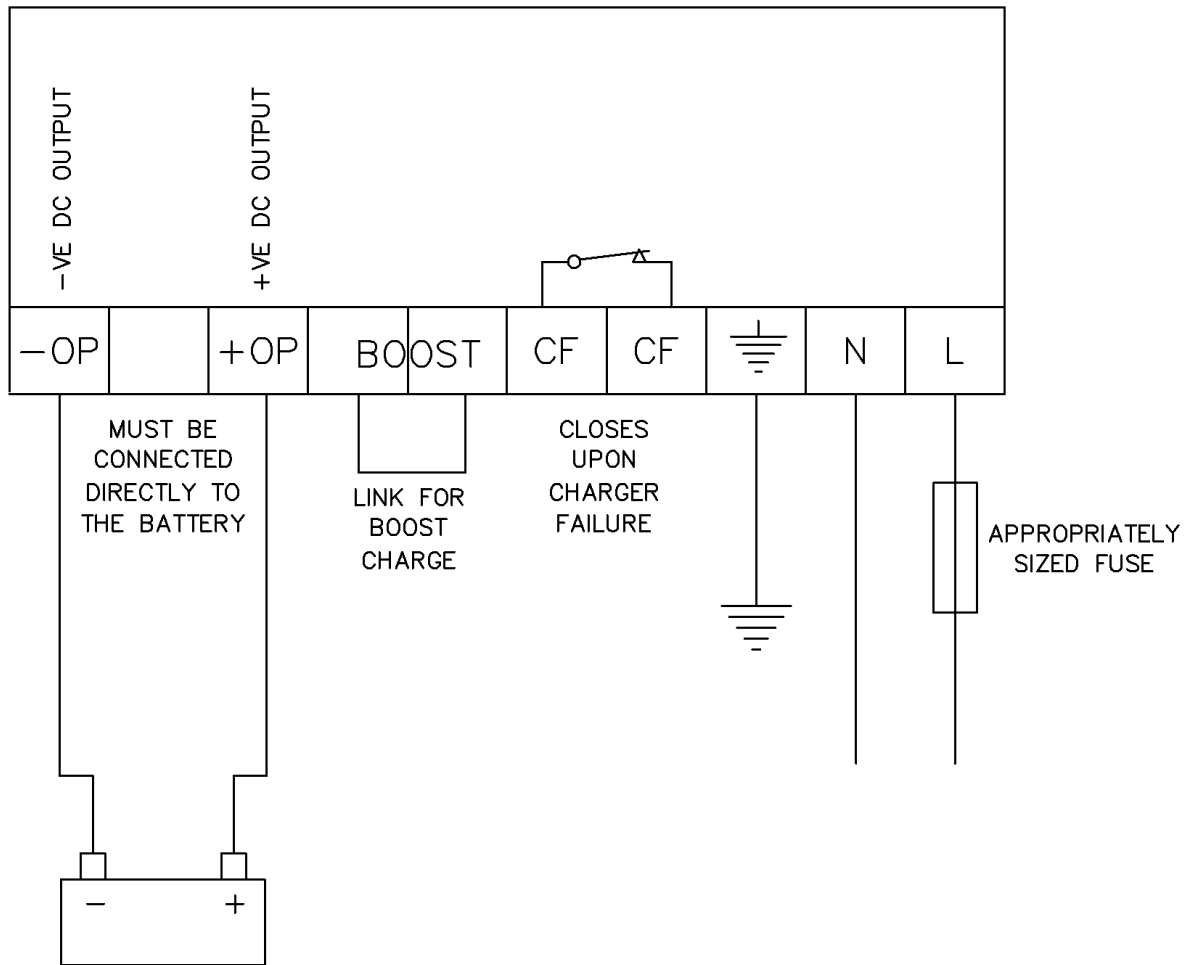 -VE DC OUTPUT
+VE DC OUTPUT
-OP
+OP
BOOST
CF
CF
N
L
MUST BE
CONNECTED
DIRECTLY TO
THE BATTERY
LINK FOR
BOOST
CHARGE
CLOSES
UPON
CHARGER
FAILURE
APPROPRIATELY
SIZED FUSE
- +